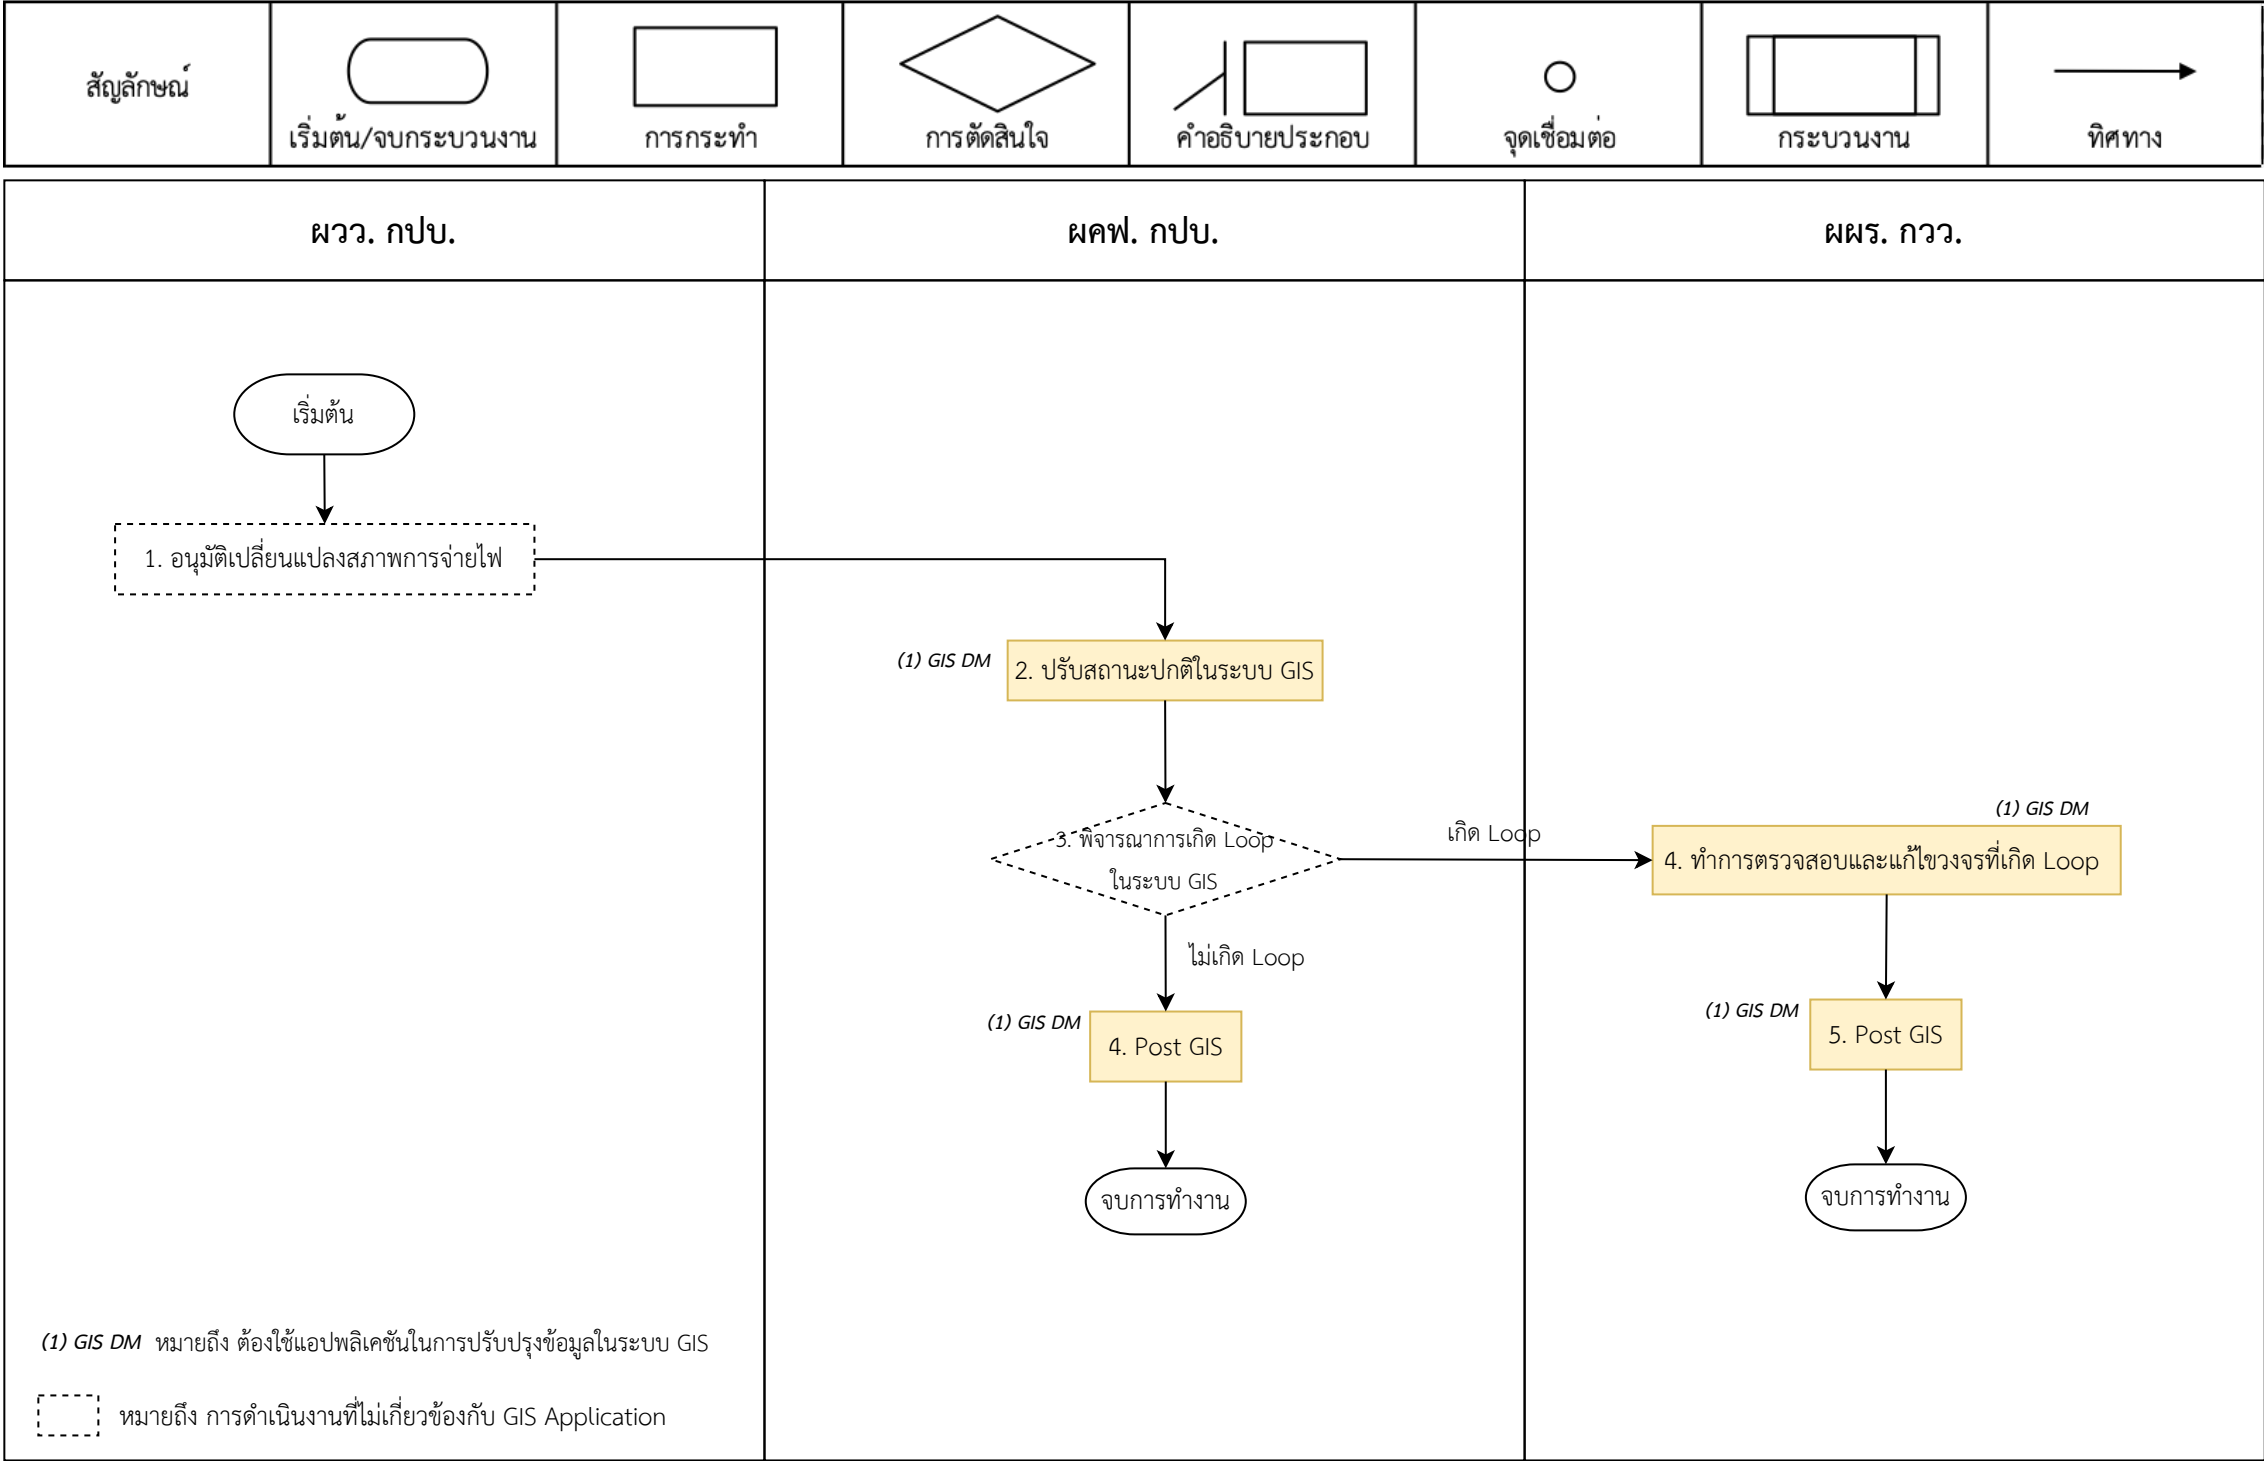 สัญลักษณ์
เริ่มต้น/จบกระบวนงาน
การกระทำ
การตัดสินใจ
คำอธิบายประกอบ
จุดเชื่อมต่อ
กระบวนงาน
ทิศทาง
ผวว. กปบ.
ผคฟ. กปบ.
ผผร. กวว.
เริ่มต้น
1. อนุมัติเปลี่ยนแปลงสภาพการจ่ายไฟ
(1) GIS DM
2. ปรับสถานะปกติในระบบ GIS
3. พิจารณาการเกิด Loop
ในระบบ GIS
เกิด Loop
(1) GIS DM
4. ทำการตรวจสอบและแก้ไขวงจรที่เกิด Loop
ไม่เกิด Loop
(1) GIS DM
4. Post GIS
(1) GIS DM
5. Post GIS
จบการทำงาน
จบการทำงาน
(1) GIS DM หมายถึง ต้องใช้แอปพลิเคชันในการปรับปรุงข้อมูลในระบบ GIS
หมายถึง การดำเนินงานที่ไม่เกี่ยวข้องกับ GIS Application